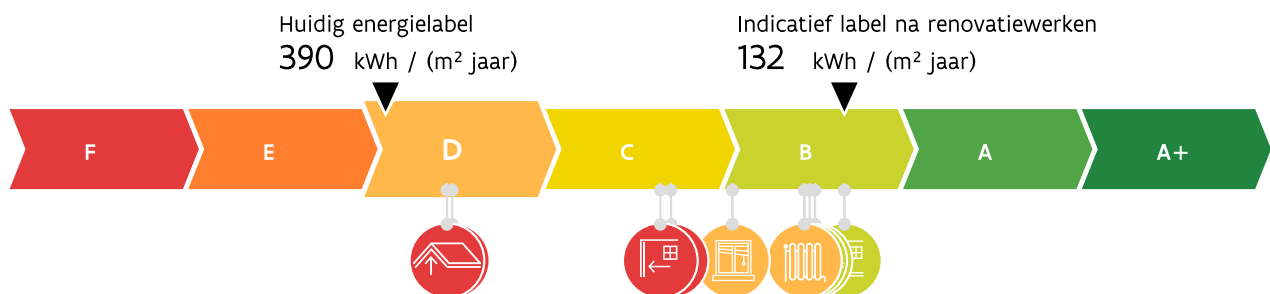 Huidig energielabel
390 kWh / (m² jaar)
Indicatief label na renovatiewerken
132 kWh / (m² jaar)
F E D C B A A+